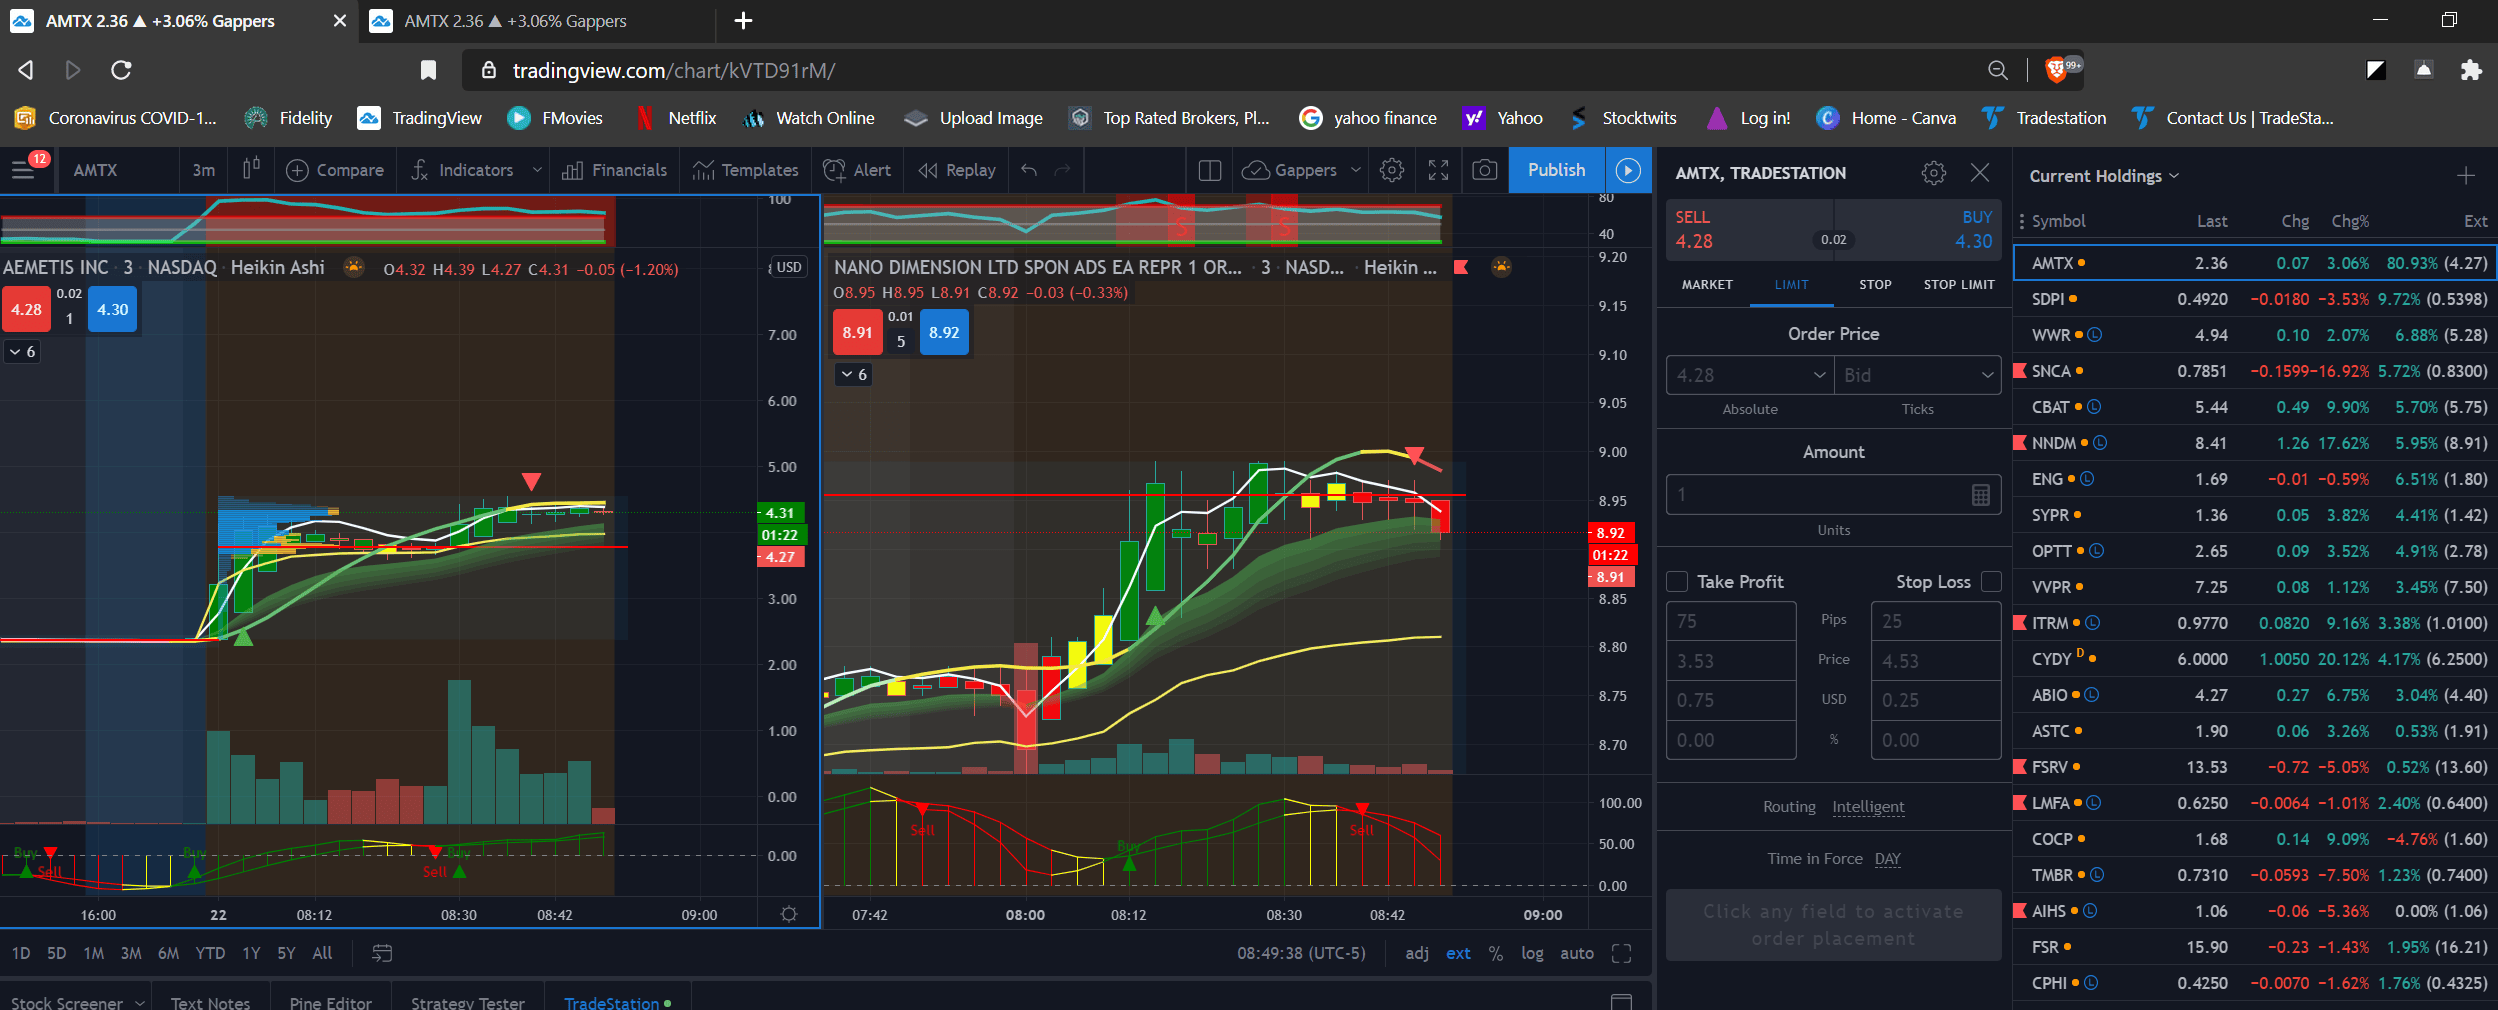 AMTX 2.36 ▲ +3.06% Gappers
AMTX 2.36 ▲ +3.06% Gappers
tradingview.com/chart/kVTD91rM/
99+
Coronavirus COVID-1... Fidelity TradingView FMovies Netflix Watch Online Upload Image Top Rated Brokers, Pl... yahoo finance Yahoo Stocktwits Log in! Home - Canva Tradestation Contact Us | TradeSta...
12 AMTX 3m Compare Indicators Financials Templates Alert Replay Gappers Publish
100
USD
AEMETIS INC · 3 · NASDAQ · Heikin Ashi O4.32 H4.39 L4.27 C4.31 −0.05 (−1.20%)
4.28 0.02 1 4.30
6
7.00
6.00
5.00
4.31
01:22
4.27
3.00
2.00
1.00
0.00
0.00
Buy Sell Buy Sell Buy
16:00 22 08:12 08:30 08:42 09:00
80
40
S S
NANO DIMENSION LTD SPON ADS EA REPR 1 OR... · 3 · NASD... · Heikin ...
O8.95 H8.95 L8.91 C8.92 −0.03 (−0.33%)
8.91 0.01 5 8.92
6
9.20
9.15
9.10
9.05
9.00
8.95
8.92
01:22
8.91
8.85
8.80
8.75
8.70
100.00
50.00
0.00
Sell Buy Sell
07:42 08:00 08:12 08:30 08:42 09:00
1D 5D 1M 3M 6M YTD 1Y 5Y All
08:49:38 (UTC-5) adj ext % log auto
Stock Screener Text Notes Pine Editor Strategy Tester TradeStation
AMTX, TRADESTATION
SELL BUY
4.28 0.02 4.30
MARKET LIMIT STOP STOP LIMIT
Order Price
4.28 Bid
Absolute Ticks
Amount
1
Units
Take Profit Stop Loss
75 Pips 25
3.53 Price 4.53
0.75 USD 0.25
0.00 % 0.00
Routing Intelligent
Time in Force DAY
Click any field to activate
order placement
Current Holdings
Symbol Last Chg Chg% Ext
AMTX 2.36 0.07 3.06% 80.93% (4.27)
SDPI 0.4920 −0.0180 −3.53% 9.72% (0.5398)
WWR L 4.94 0.10 2.07% 6.88% (5.28)
SNCA 0.7851 −0.1599 −16.92% 5.72% (0.8300)
CBAT L 5.44 0.49 9.90% 5.70% (5.75)
NNDM L 8.41 1.26 17.62% 5.95% (8.91)
ENG L 1.69 −0.01 −0.59% 6.51% (1.80)
SYPR 1.36 0.05 3.82% 4.41% (1.42)
OPTT L 2.65 0.09 3.52% 4.91% (2.78)
VVPR 7.25 0.08 1.12% 3.45% (7.50)
ITRM L 0.9770 0.0820 9.16% 3.38% (1.0100)
CYDY D 6.0000 1.0050 20.12% 4.17% (6.2500)
ABIO L 4.27 0.27 6.75% 3.04% (4.40)
ASTC 1.90 0.06 3.26% 0.53% (1.91)
FSRV 13.53 −0.72 −5.05% 0.52% (13.60)
LMFA L 0.6250 −0.0064 −1.01% 2.40% (0.6400)
COCP 1.68 0.14 9.09% −4.76% (1.60)
TMBR L 0.7310 −0.0593 −7.50% 1.23% (0.7400)
AIHS L 1.06 −0.06 −5.36% 0.00% (1.06)
FSR 15.90 −0.23 −1.43% 1.95% (16.21)
CPHI L 0.4250 −0.0070 −1.62% 1.76% (0.4325)